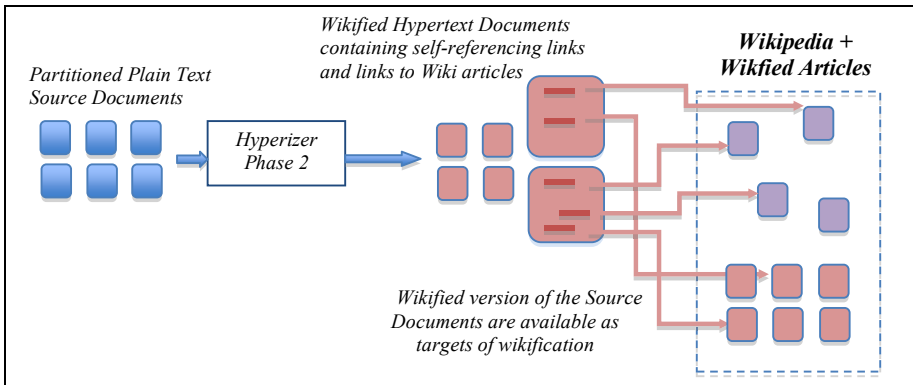 Partitioned Plain Text
Source Documents
Hyperizer
Phase 2
Wikified Hypertext Documents
containing self-referencing links
and links to Wiki articles
Wikipedia +
Wikfied Articles
Wikified version of the Source
Documents are available as
targets of wikification